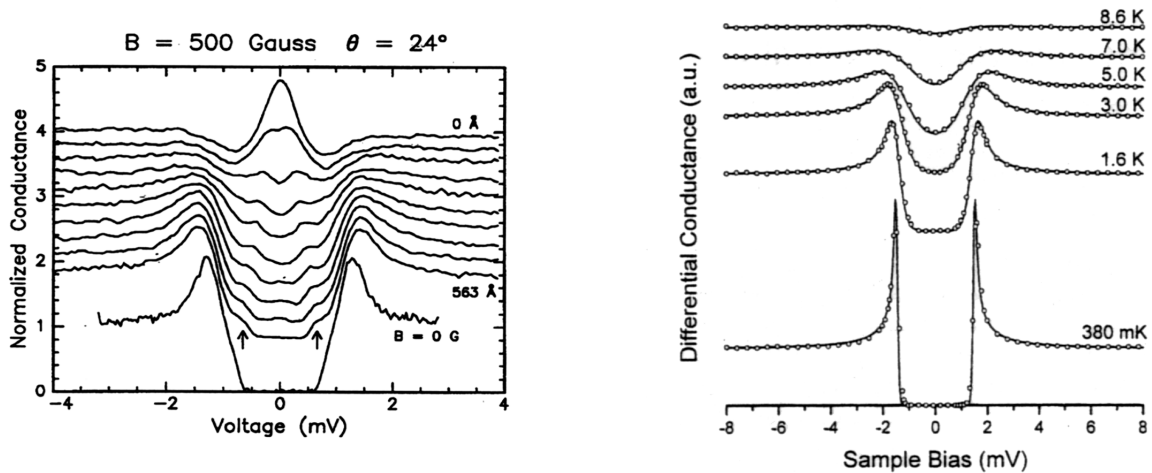 B = 500 Gauss θ = 24°
5
4
3
2
1
0
Normalized Conductance
0 Å
563 Å
B = 0 G
-4
-2
0
2
4
Voltage (mV)
Differential Conductance (a.u.)
8.6 K
7.0 K
5.0 K
3.0 K
1.6 K
380 mK
-8
-6
-4
-2
0
2
4
6
8
Sample Bias (mV)